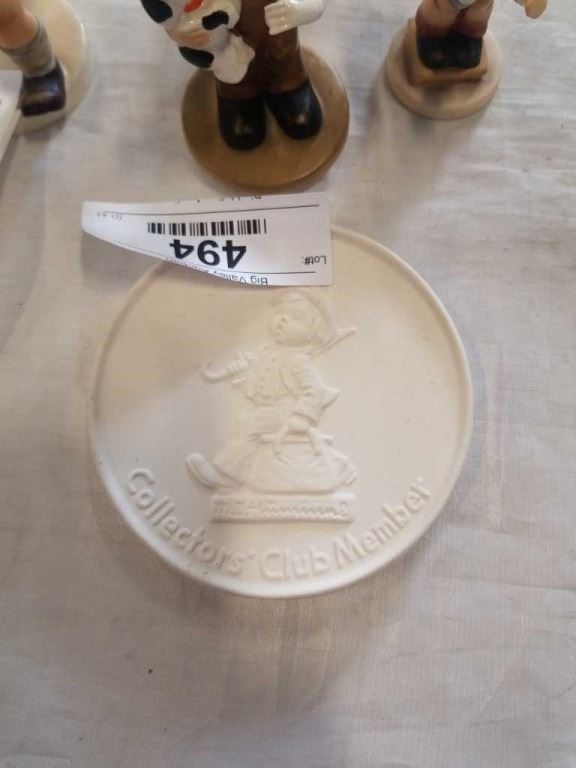 Lot#:
494
Big Valley
M.I. Hummel
Collectors' Club Member